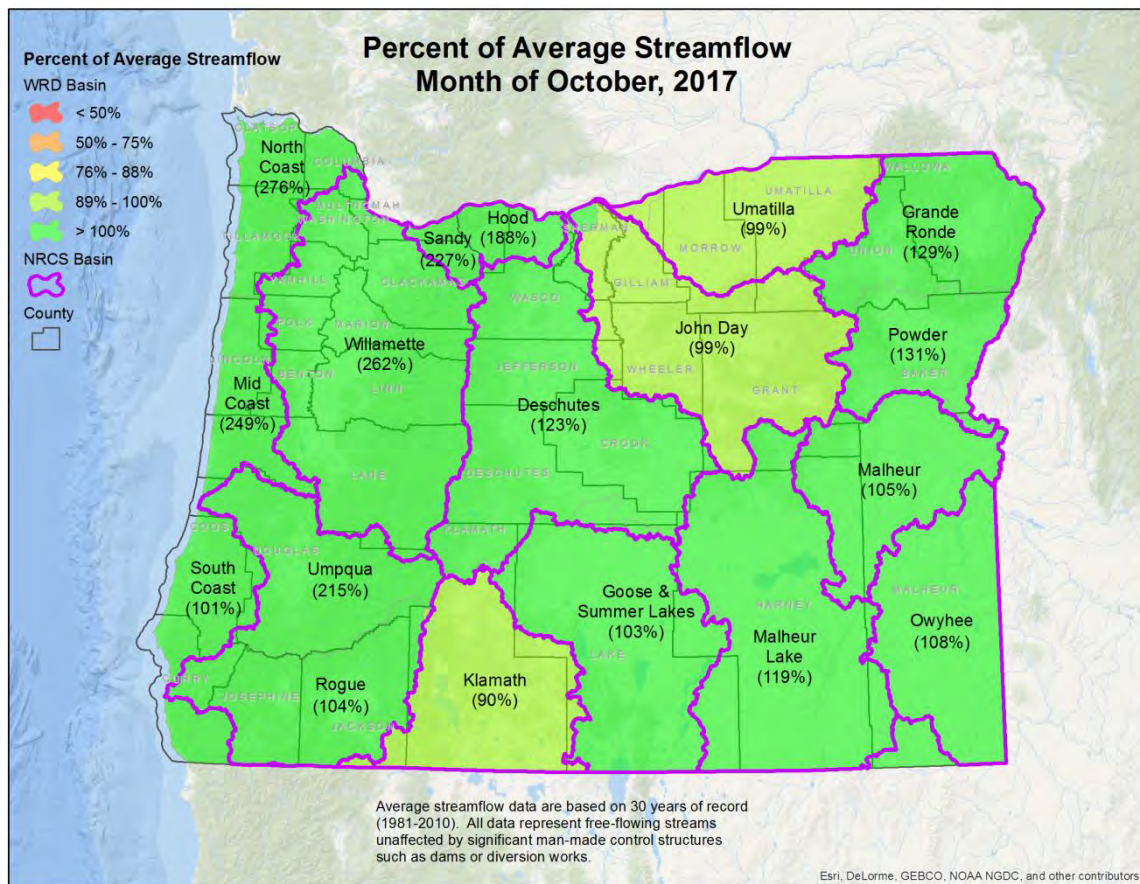 Percent of Average Streamflow
Month of October, 2017
Percent of Average Streamflow
WRD Basin
< 50%
50% - 75%
76% - 88%
89% - 100%
> 100%
NRCS Basin
County
CLATSOP
North
Coast
(276%)
COLUMBIA
MULTNOMAH
WASHINGTON
TILLAMOOK
Hood
(188%)
Sandy
(227%)
SHERMAN
UMATILLA
Umatilla
(99%)
MORROW
WALLOWA
Grande
Ronde
(129%)
UNION
YAMHILL
CLACKAMAS
WASCO
GILLIAM
POLK
MARION
Willamette
(262%)
John Day
(99%)
Powder
(131%)
BAKER
LINCOLN
BENTON
LINN
JEFFERSON
WHEELER
GRANT
Mid
Coast
(249%)
Deschutes
(123%)
CROOK
LANE
DESCHUTES
Malheur
(105%)
COOS
DOUGLAS
KLAMATH
South
Coast
(101%)
Umpqua
(215%)
Goose &
Summer Lakes
(103%)
LAKE
HARNEY
MALHEUR
Owyhee
(108%)
Malheur
Lake
(119%)
CURRY
JOSEPHINE
Rogue
(104%)
JACKSON
Klamath
(90%)
Average streamflow data are based on 30 years of record
(1981-2010). All data represent free-flowing streams
unaffected by significant man-made control structures
such as dams or diversion works.
Esri, DeLorme, GEBCO, NOAA NGDC, and other contributors